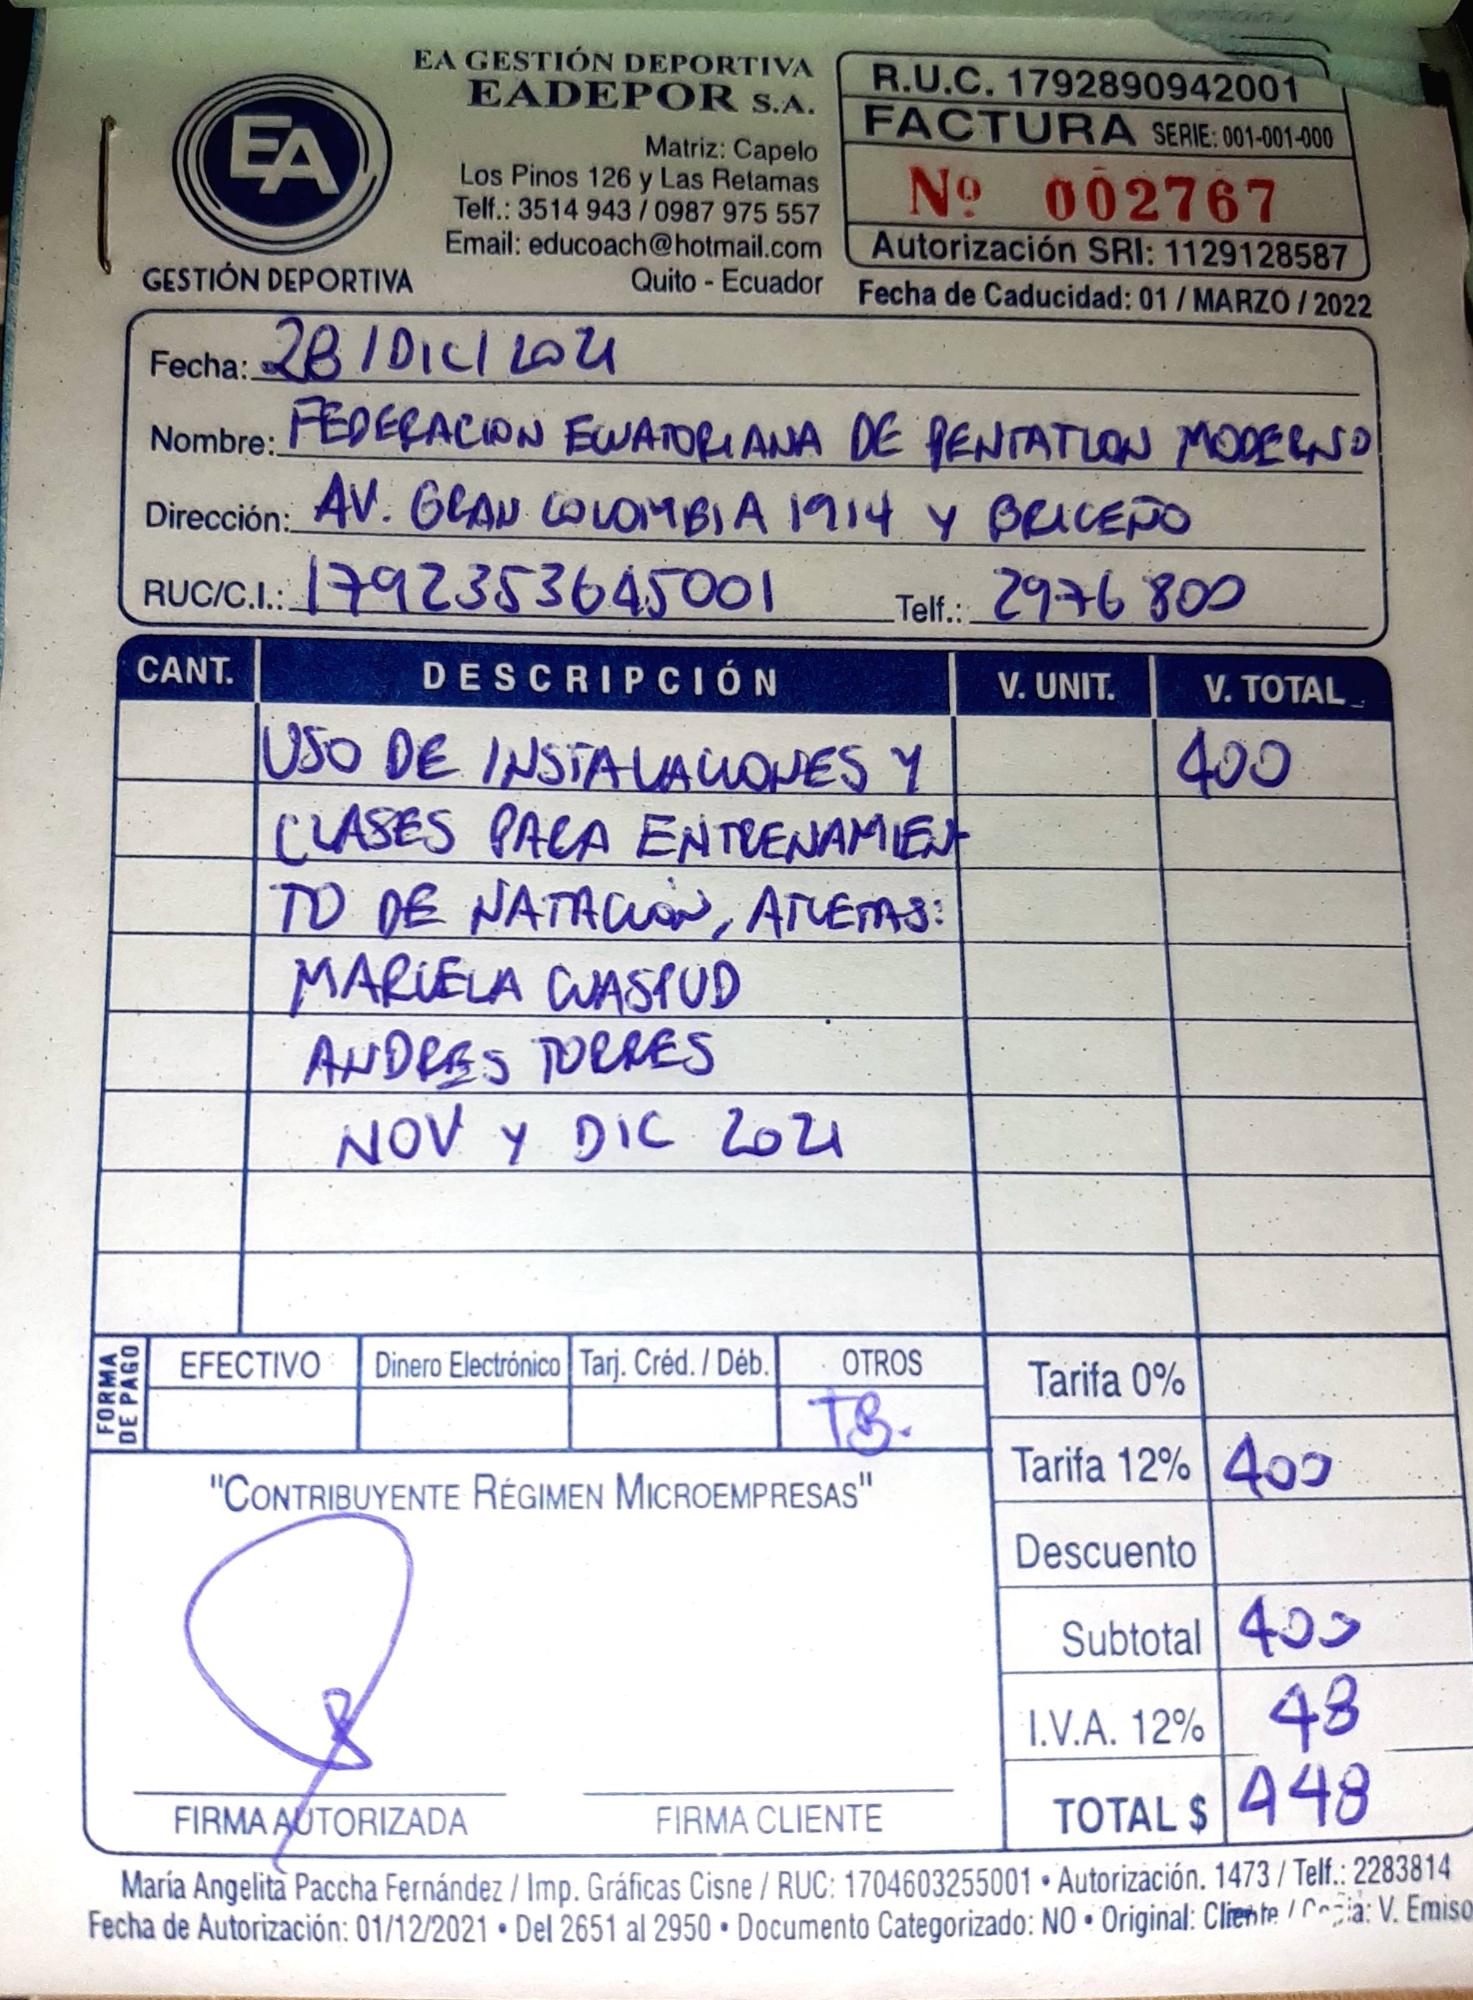 EA GESTIÓN DEPORTIVA
EADEPOR S.A.
Matriz: Capelo
Los Pinos 126 y Las Retamas
Telf.: 3514 943 / 0987 975 557
Email: educoach@hotmail.com
Quito - Ecuador
EA
GESTIÓN DEPORTIVA
R.U.C. 1792890942001
FACTURA SERIE: 001-001-000
Nº 002767
Autorización SRI: 1129128587
Fecha de Caducidad: 01 / MARZO / 2022
Fecha: 28 / DIC / 2021
Nombre: FEDERACION ECUATORIANA DE PENTATLON MODERNO
Dirección: AV. GRAN COLOMBIA 1914 Y BRICEÑO
RUC/C.I.: 1792353645001 Telf.: 2976 800
CANT. DESCRIPCIÓN V. UNIT. V. TOTAL
USO DE INSTALACIONES Y 400
CLASES PARA ENTRENAMIEN-
TO DE NATACIÓN, ATLETAS:
MARCELA CUASPUD
ANDRES TORRES
NOV Y DIC 2021
FORMA DE PAGO
EFECTIVO Dinero Electrónico Tarj. Créd. / Déb. OTROS
TB.
Tarifa 0%
Tarifa 12% 400
Descuento
Subtotal 400
I.V.A. 12% 48
TOTAL $ 448
"CONTRIBUYENTE RÉGIMEN MICROEMPRESAS"
FIRMA AUTORIZADA FIRMA CLIENTE
María Angelita Paccha Fernández / Imp. Gráficas Cisne / RUC: 1704603255001 • Autorización. 1473 / Telf.: 2283814
Fecha de Autorización: 01/12/2021 • Del 2651 al 2950 • Documento Categorizado: NO • Original: Cliente / Copia: V. Emiso